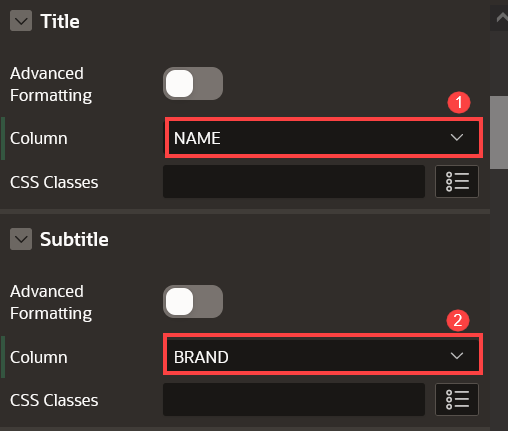 Title
Advanced
Formatting
1
Column NAME
CSS Classes
Subtitle
Advanced
Formatting
2
Column BRAND
CSS Classes